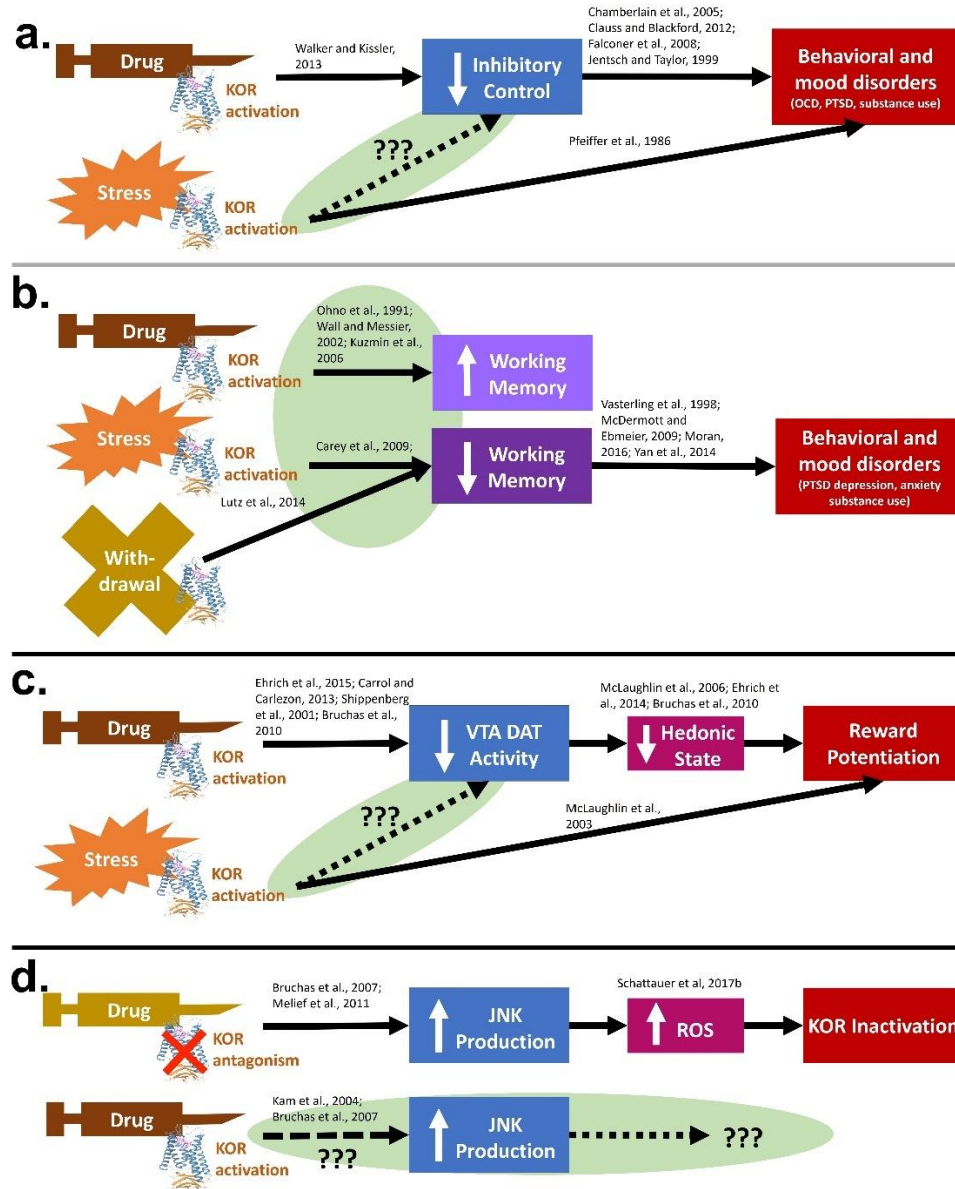 a.
Drug
KOR
activation
Walker and Kissler,
2013
Inhibitory
Control
Chamberlain et al., 2005;
Clauss and Blackford, 2012;
Falconer et al., 2008;
Jentsch and Taylor, 1999
Behavioral and
mood disorders
(OCD, PTSD, substance use)
???
Pfeiffer et al., 1986
Stress
KOR
activation
b.
Drug
KOR
activation
Ohno et al., 1991;
Wall and Messier,
2002; Kuzmin et al.,
2006
Working
Memory
Stress
KOR
activation
Carey et al., 2009;
Working
Memory
Vasterling et al., 1998;
McDermott and
Ebmeier, 2009; Moran,
2016; Yan et al., 2014
Behavioral and
mood disorders
(PTSD depression, anxiety
substance use)
Lutz et al., 2014
With-
drawal
c.
Drug
KOR
activation
Ehrich et al., 2015; Carrol and
Carlezon, 2013; Shippenberg
et al., 2001; Bruchas et al.,
2010
VTA DAT
Activity
McLaughlin et al., 2006; Ehrich
et al., 2014; Bruchas et al., 2010
Hedonic
State
Reward
Potentiation
???
McLaughlin et al.,
2003
Stress
KOR
activation
d.
Drug
KOR
antagonism
Bruchas et al., 2007;
Melief et al., 2011
JNK
Production
Schattauer et al, 2017b
ROS
KOR Inactivation
Drug
KOR
activation
Kam et al., 2004;
Bruchas et al., 2007
???
JNK
Production
???